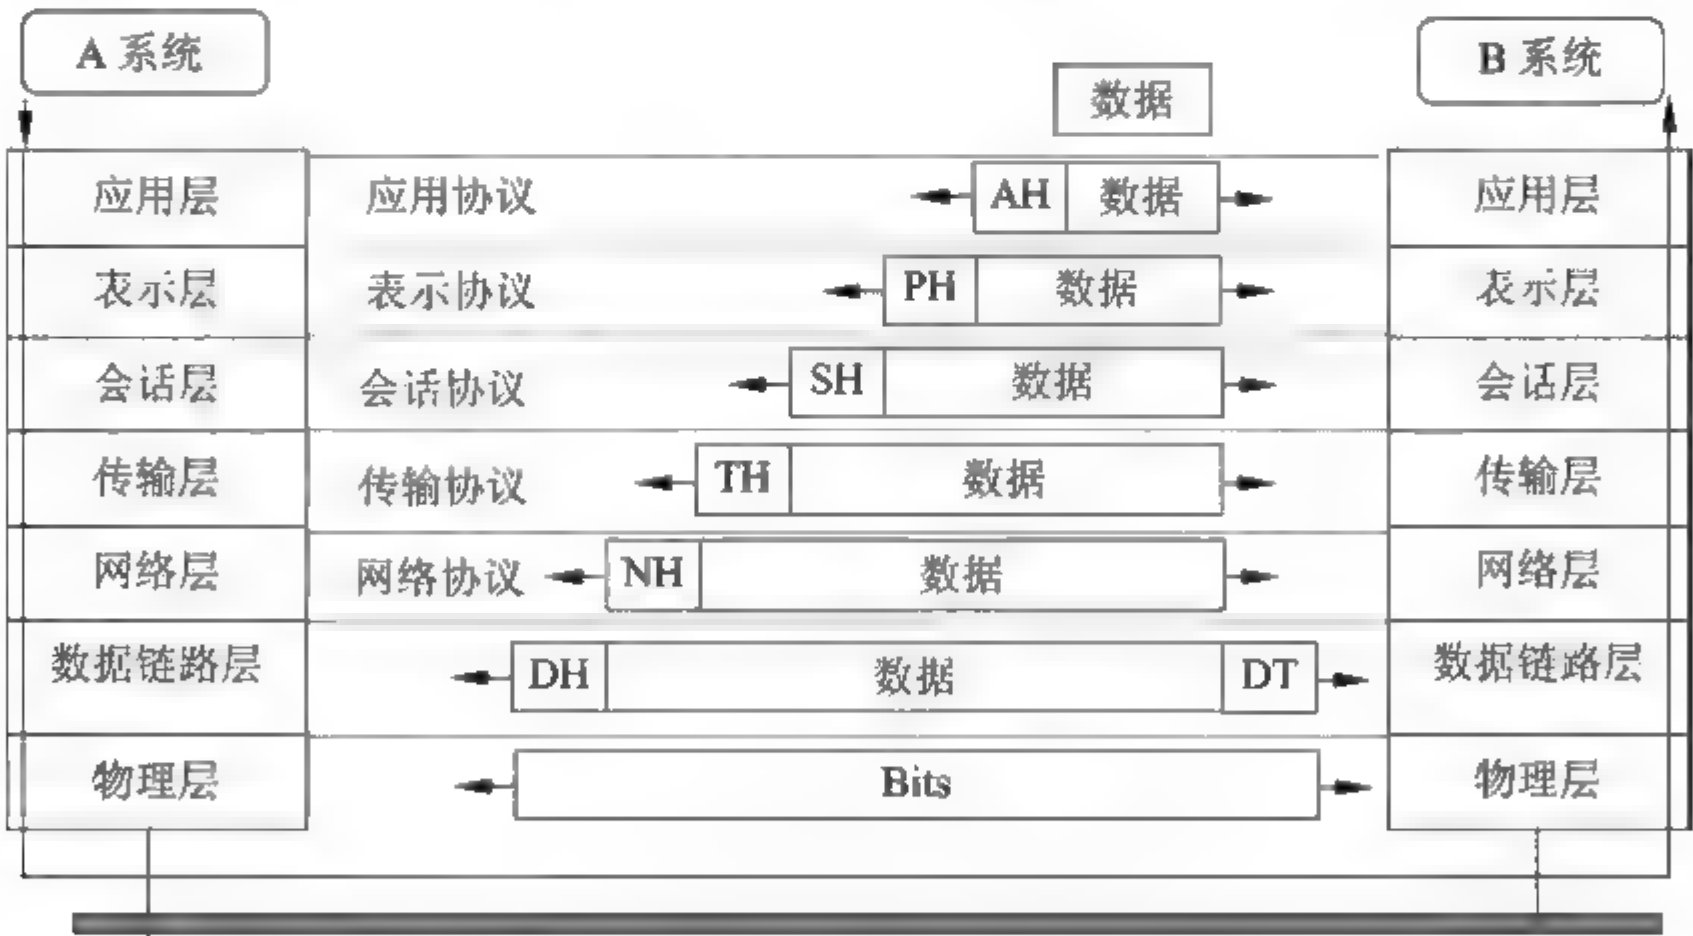 A 系统
B 系统
数据
应用层
应用协议
AH
数据
应用层
表示层
表示协议
PH
数据
表示层
会话层
会话协议
SH
数据
会话层
传输层
传输协议
TH
数据
传输层
网络层
网络协议
NH
数据
网络层
数据链路层
DH
数据
DT
数据链路层
物理层
Bits
物理层